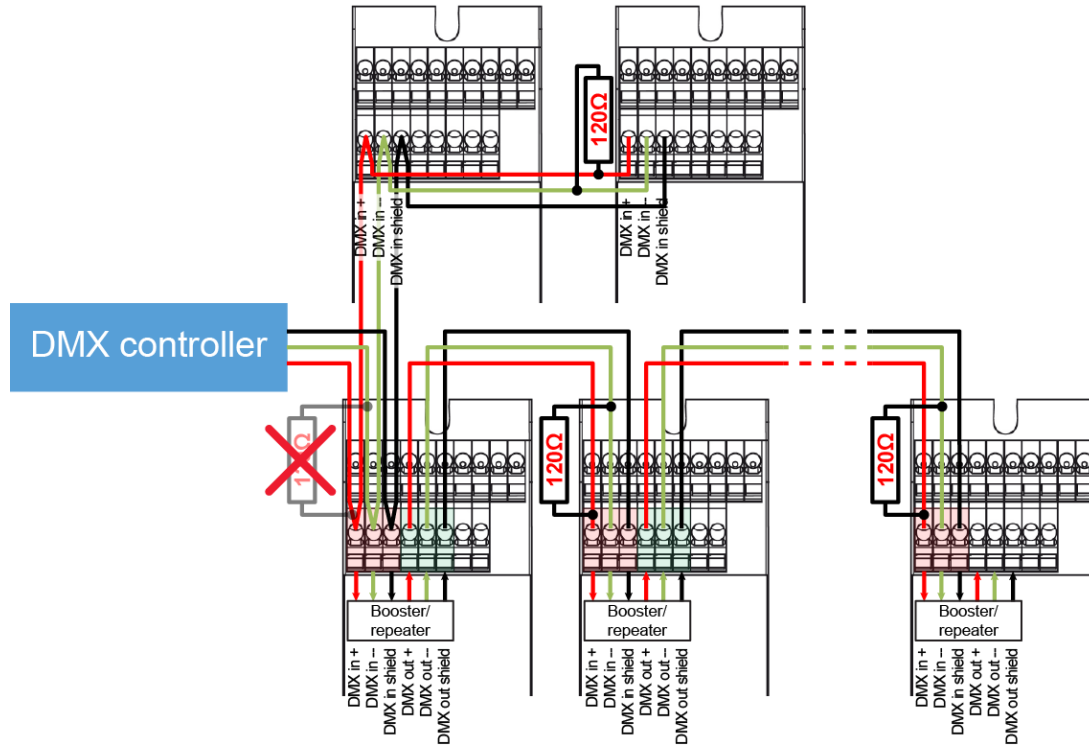 120Ω
120Ω
DMX in +
DMX in --
DMX in shield
DMX in +
DMX in --
DMX in shield
DMX controller
120Ω
120Ω
Booster/
repeater
Booster/
repeater
Booster/
repeater
DMX in +
DMX in --
DMX in shield
DMX out +
DMX out --
DMX out shield
DMX in +
DMX in --
DMX in shield
DMX out +
DMX out --
DMX out shield
DMX in +
DMX in --
DMX in shield
DMX out +
DMX out --
DMX out shield